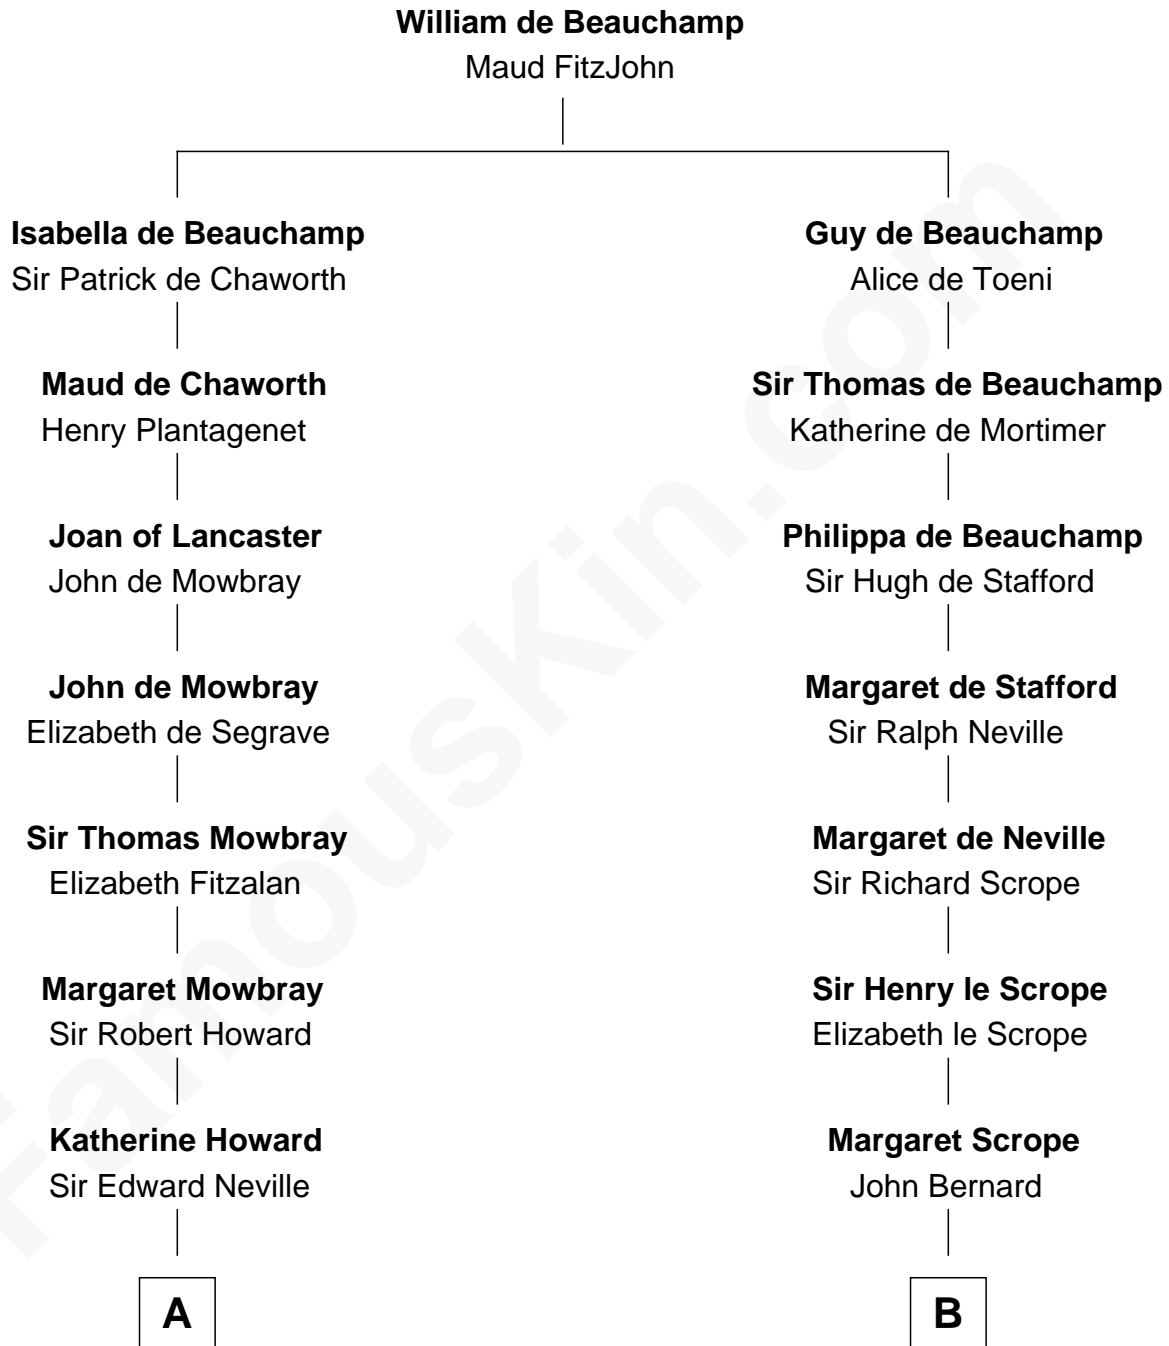 William de Beauchamp
Maud FitzJohn
Isabella de Beauchamp
Sir Patrick de Chaworth
Guy de Beauchamp
Alice de Toeni
Maud de Chaworth
Henry Plantagenet
Sir Thomas de Beauchamp
Katherine de Mortimer
Joan of Lancaster
John de Mowbray
Philippa de Beauchamp
Sir Hugh de Stafford
John de Mowbray
Elizabeth de Segrave
Margaret de Stafford
Sir Ralph Neville
Sir Thomas Mowbray
Elizabeth Fitzalan
Margaret de Neville
Sir Richard Scrope
Margaret Mowbray
Sir Robert Howard
Sir Henry le Scrope
Elizabeth le Scrope
Katherine Howard
Sir Edward Neville
Margaret Scrope
John Bernard
A
B
FamousKin.com